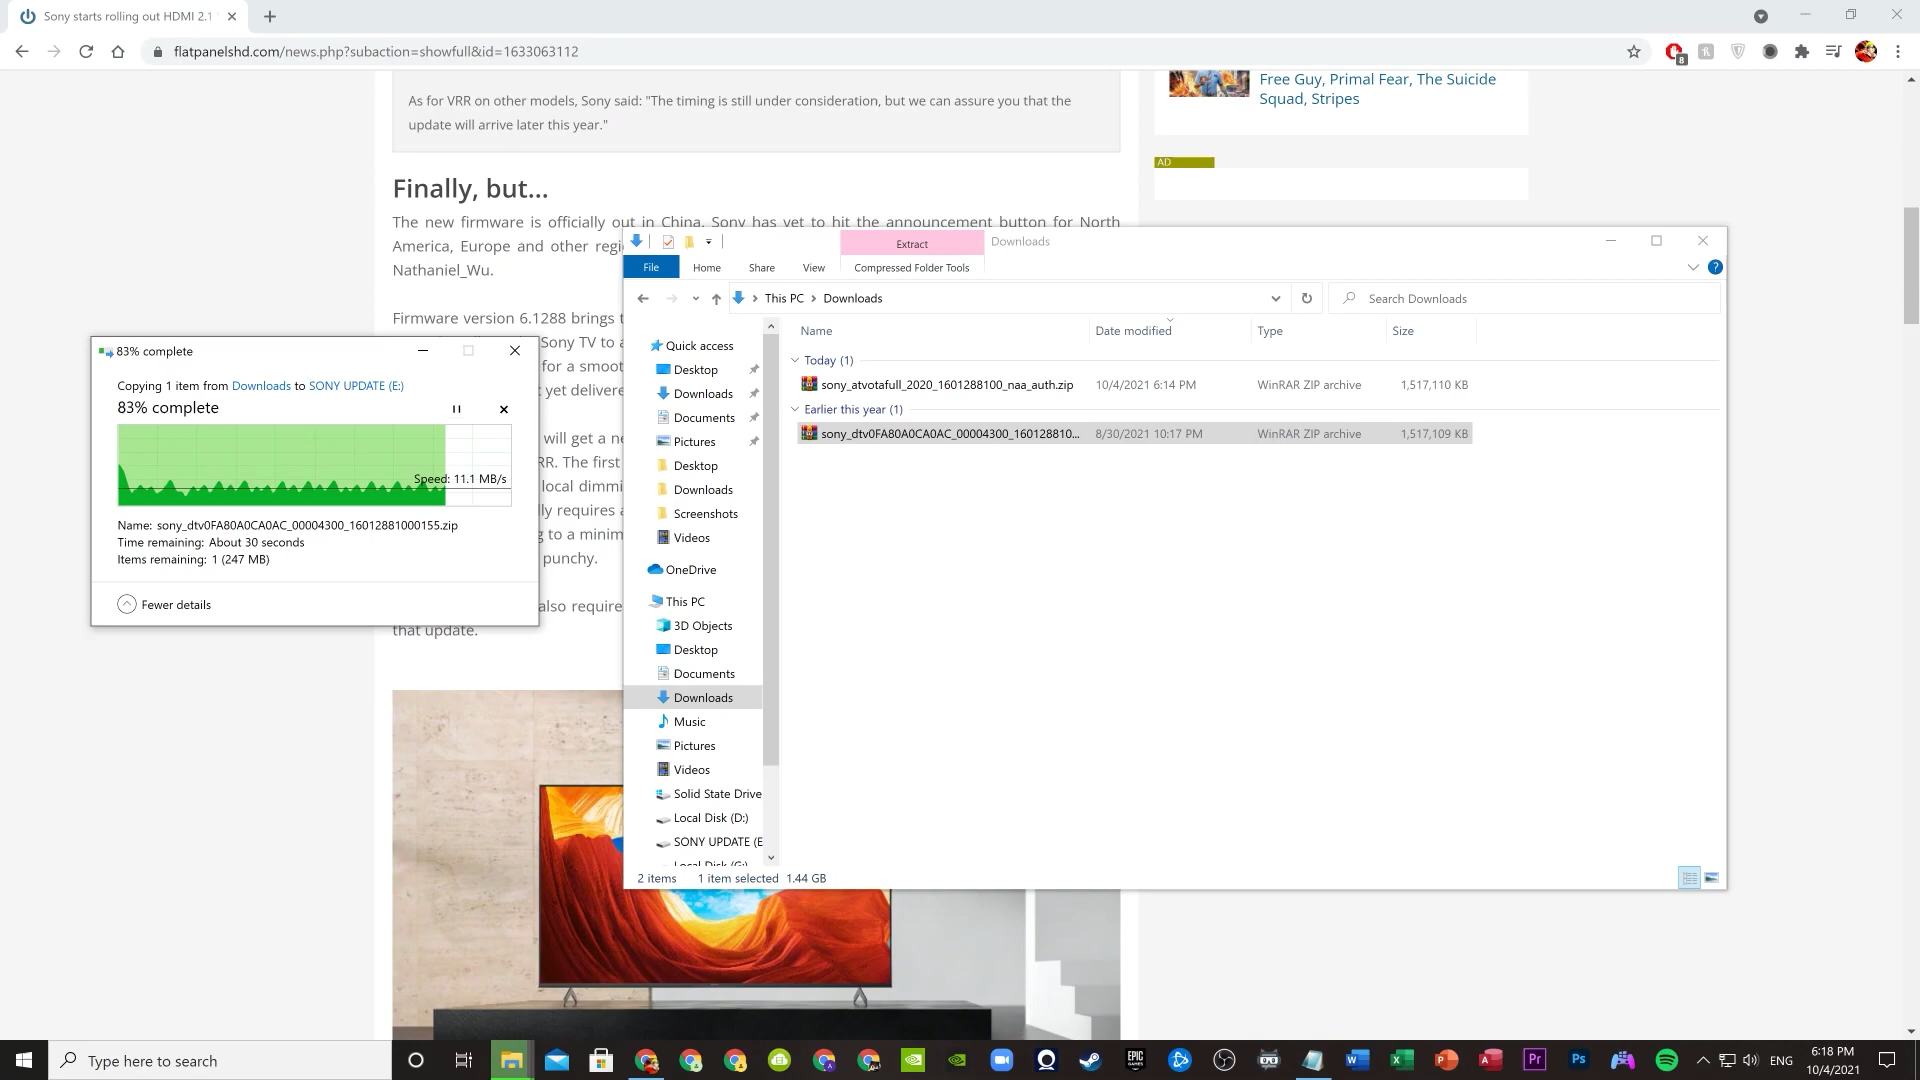 Sony starts rolling out HDMI 2.1
flatpanelshd.com/news.php?subaction=showfull&id=1633063112
8
As for VRR on other models, Sony said: "The timing is still under consideration, but we can assure you that the
update will arrive later this year."
Free Guy, Primal Fear, The Suicide
Squad, Stripes
AD
Finally, but...
The new firmware is officially out in China. Sony has yet to hit the announcement button for North
America, Europe and other regi
Nathaniel_Wu.
Firmware version 6.1288 brings t
Sony TV to a
for a smoot
t yet delivere
will get a ne
RR. The first
local dimmi
ly requires a
g to a minim
punchy.
also require
that update.
83% complete
Copying 1 item from Downloads to SONY UPDATE (E:)
83% complete
Speed: 11.1 MB/s
Name: sony_dtv0FA80A0CA0AC_00004300_16012881000155.zip
Time remaining: About 30 seconds
Items remaining: 1 (247 MB)
Fewer details
Extract
Downloads
File
Home
Share
View
Compressed Folder Tools
This PC
Downloads
Search Downloads
Name
Date modified
Type
Size
Today (1)
sony_atvotafull_2020_1601288100_naa_auth.zip
10/4/2021 6:14 PM
WinRAR ZIP archive
1,517,110 KB
Earlier this year (1)
sony_dtv0FA80A0CA0AC_00004300_160128810...
8/30/2021 10:17 PM
WinRAR ZIP archive
1,517,109 KB
Quick access
Desktop
Downloads
Documents
Pictures
Desktop
Downloads
Screenshots
Videos
OneDrive
This PC
3D Objects
Desktop
Documents
Downloads
Music
Pictures
Videos
Solid State Drive
Local Disk (D:)
SONY UPDATE (E
Local Disk (G:)
2 items
1 item selected 1.44 GB
Type here to search
EPIC
GAMES
Pr
Ps
ENG
6:18 PM
10/4/2021